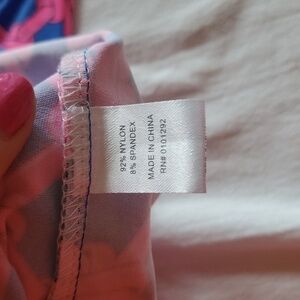 92% NYLON
8% SPANDEX
MADE IN CHINA
RN# 0101292